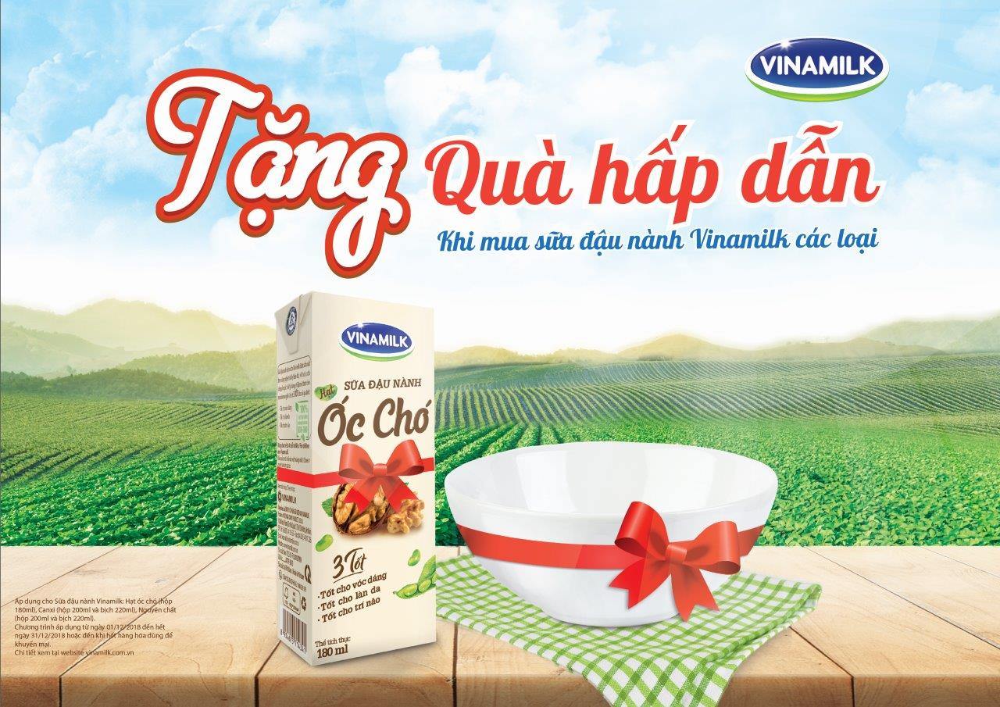 VINAMILK
Tặng Quà hấp dẫn
Khi mua sữa đậu nành Vinamilk các loại
VINAMILK
SỮA ĐẬU NÀNH
Hạt
Óc Chó
3 Tốt
• Tốt cho vóc dáng
• Tốt cho làn da
• Tốt cho trí não
Thể tích thực:
180 ml
VINAMILK
100%
Áp dụng cho Sữa đậu nành Vinamilk: Hạt óc chó (hộp
180ml), Canxi (hộp 200ml và bịch 220ml), Nguyên chất
(hộp 200ml và bịch 220ml).
Chương trình áp dụng từ ngày 01/12/2018 đến hết
ngày 31/12/2018 hoặc đến khi hết hàng hóa dùng để
khuyến mại.
Chi tiết xem tại website vinamilk.com.vn